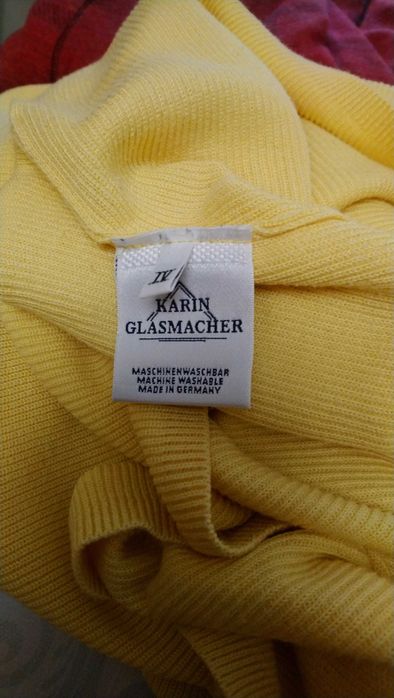 IV
KARIN
GLASMACHER
MASCHINENWASCHBAR
MACHINE WASHABLE
MADE IN GERMANY